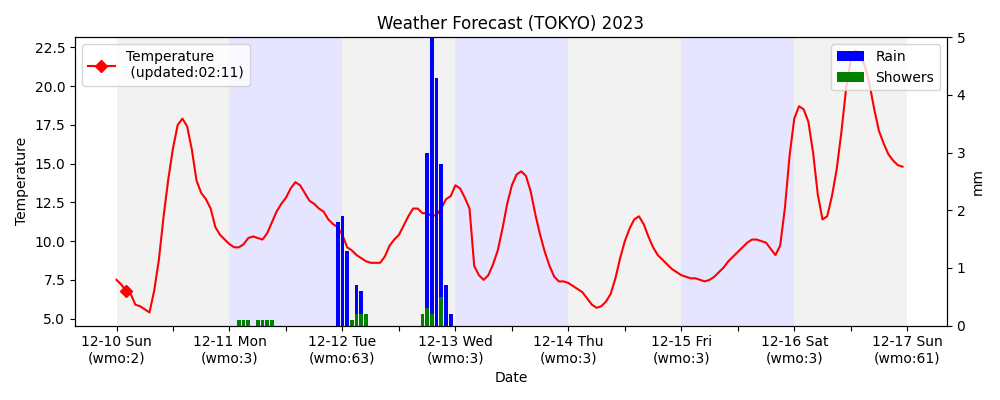 Weather Forecast (TOKYO) 2023
Temperature
(updated:02:11)
Rain
Showers
22.5
20.0
17.5
15.0
12.5
10.0
7.5
5.0
Temperature
5
4
3
2
1
0
mm
12-10 Sun
(wmo:2)
12-11 Mon
(wmo:3)
12-12 Tue
(wmo:63)
12-13 Wed
(wmo:3)
12-14 Thu
(wmo:3)
12-15 Fri
(wmo:3)
12-16 Sat
(wmo:3)
12-17 Sun
(wmo:61)
Date